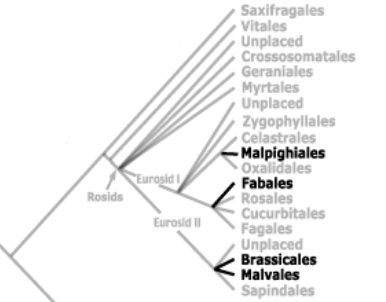 Saxifragales
Vitales
Unplaced
Crossosomatales
Geraniales
Myrtales
Unplaced
Zygophyllales
Celastrales
Malpighiales
Oxalidales
Eurosid I
Fabales
Rosids
Rosales
Cucurbitales
Eurosid II
Fagales
Unplaced
Brassicales
Malvales
Sapindales